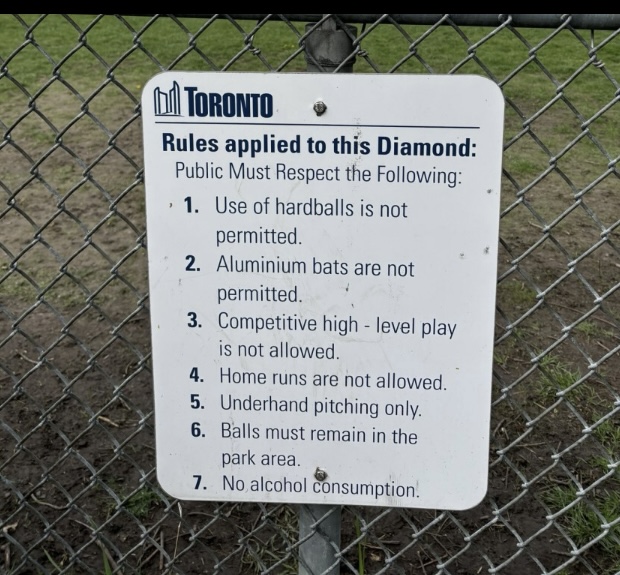 TORONTO
Rules applied to this Diamond:
Public Must Respect the Following:
1. Use of hardballs is not
permitted.
2. Aluminium bats are not
permitted.
3. Competitive high - level play
is not allowed.
4. Home runs are not allowed.
5. Underhand pitching only.
6. Balls must remain in the
park area.
7. No alcohol consumption.